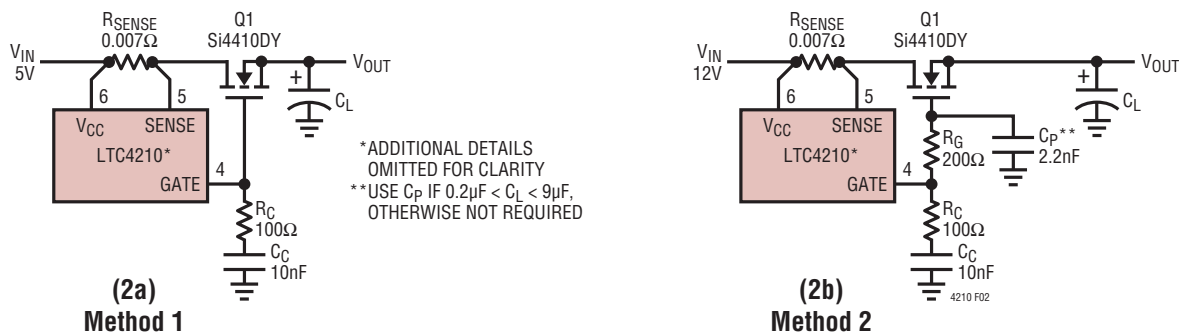 RSENSE
0.007Ω
Q1
Si4410DY
VIN
5V
VOUT
+
CL
6
5
VCC
SENSE
LTC4210*
GATE
4
RC
100Ω
CC
10nF
*ADDITIONAL DETAILS
OMITTED FOR CLARITY
**USE CP IF 0.2µF < CL < 9µF,
OTHERWISE NOT REQUIRED
(2a)
Method 1
RSENSE
0.007Ω
Q1
Si4410DY
VIN
12V
VOUT
+
CL
6
5
VCC
SENSE
LTC4210*
GATE
4
RG
200Ω
CP**
2.2nF
RC
100Ω
CC
10nF
4210 F02
(2b)
Method 2